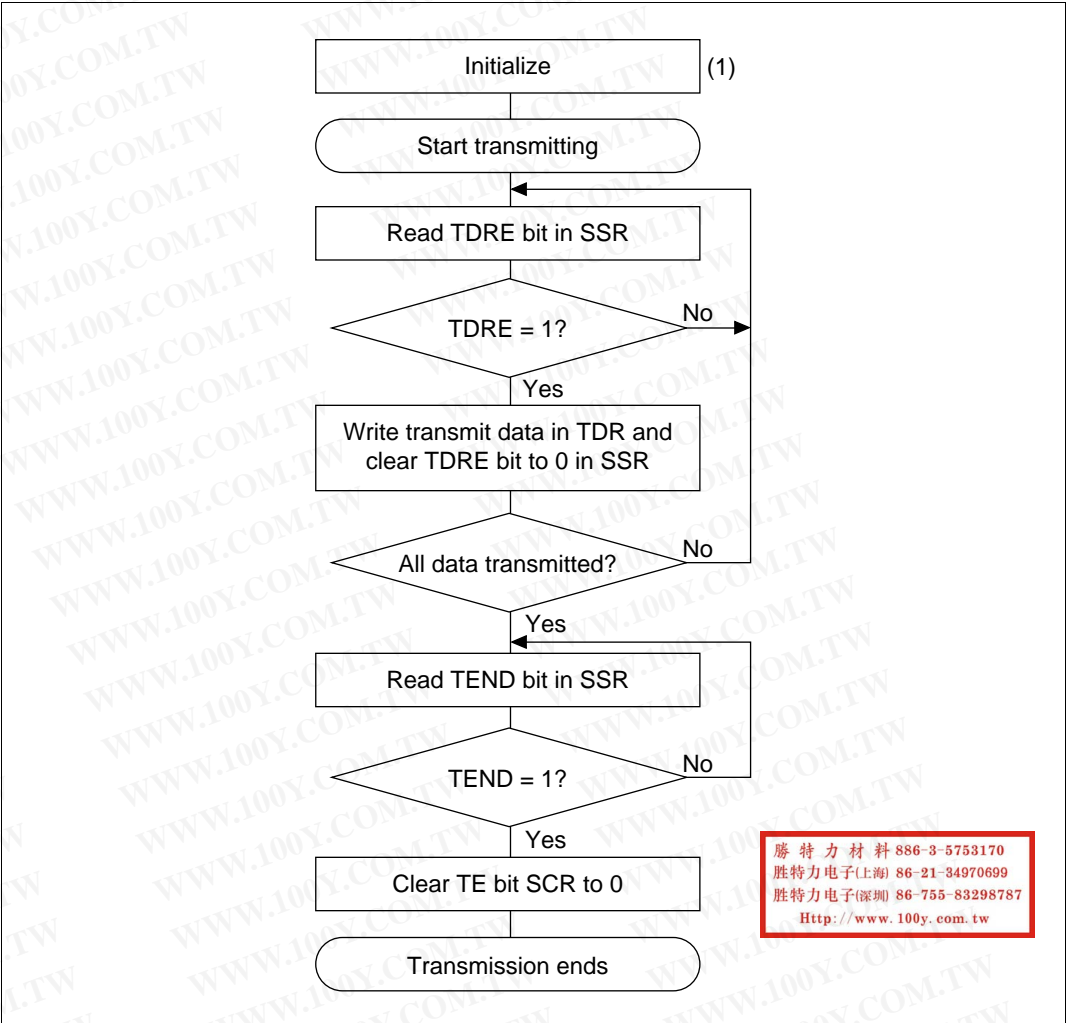 Initialize
(1)
Start transmitting
Read TDRE bit in SSR
TDRE = 1?
No
Yes
Write transmit data in TDR and
clear TDRE bit to 0 in SSR
All data transmitted?
No
Yes
Read TEND bit in SSR
TEND = 1?
No
Yes
Clear TE bit SCR to 0
Transmission ends
勝 特 力 材 料 886-3-5753170
胜特力电子(上海) 86-21-34970699
胜特力电子(深圳) 86-755-83298787
Http://www.100y.com.tw
WWW.100Y.COM.TW